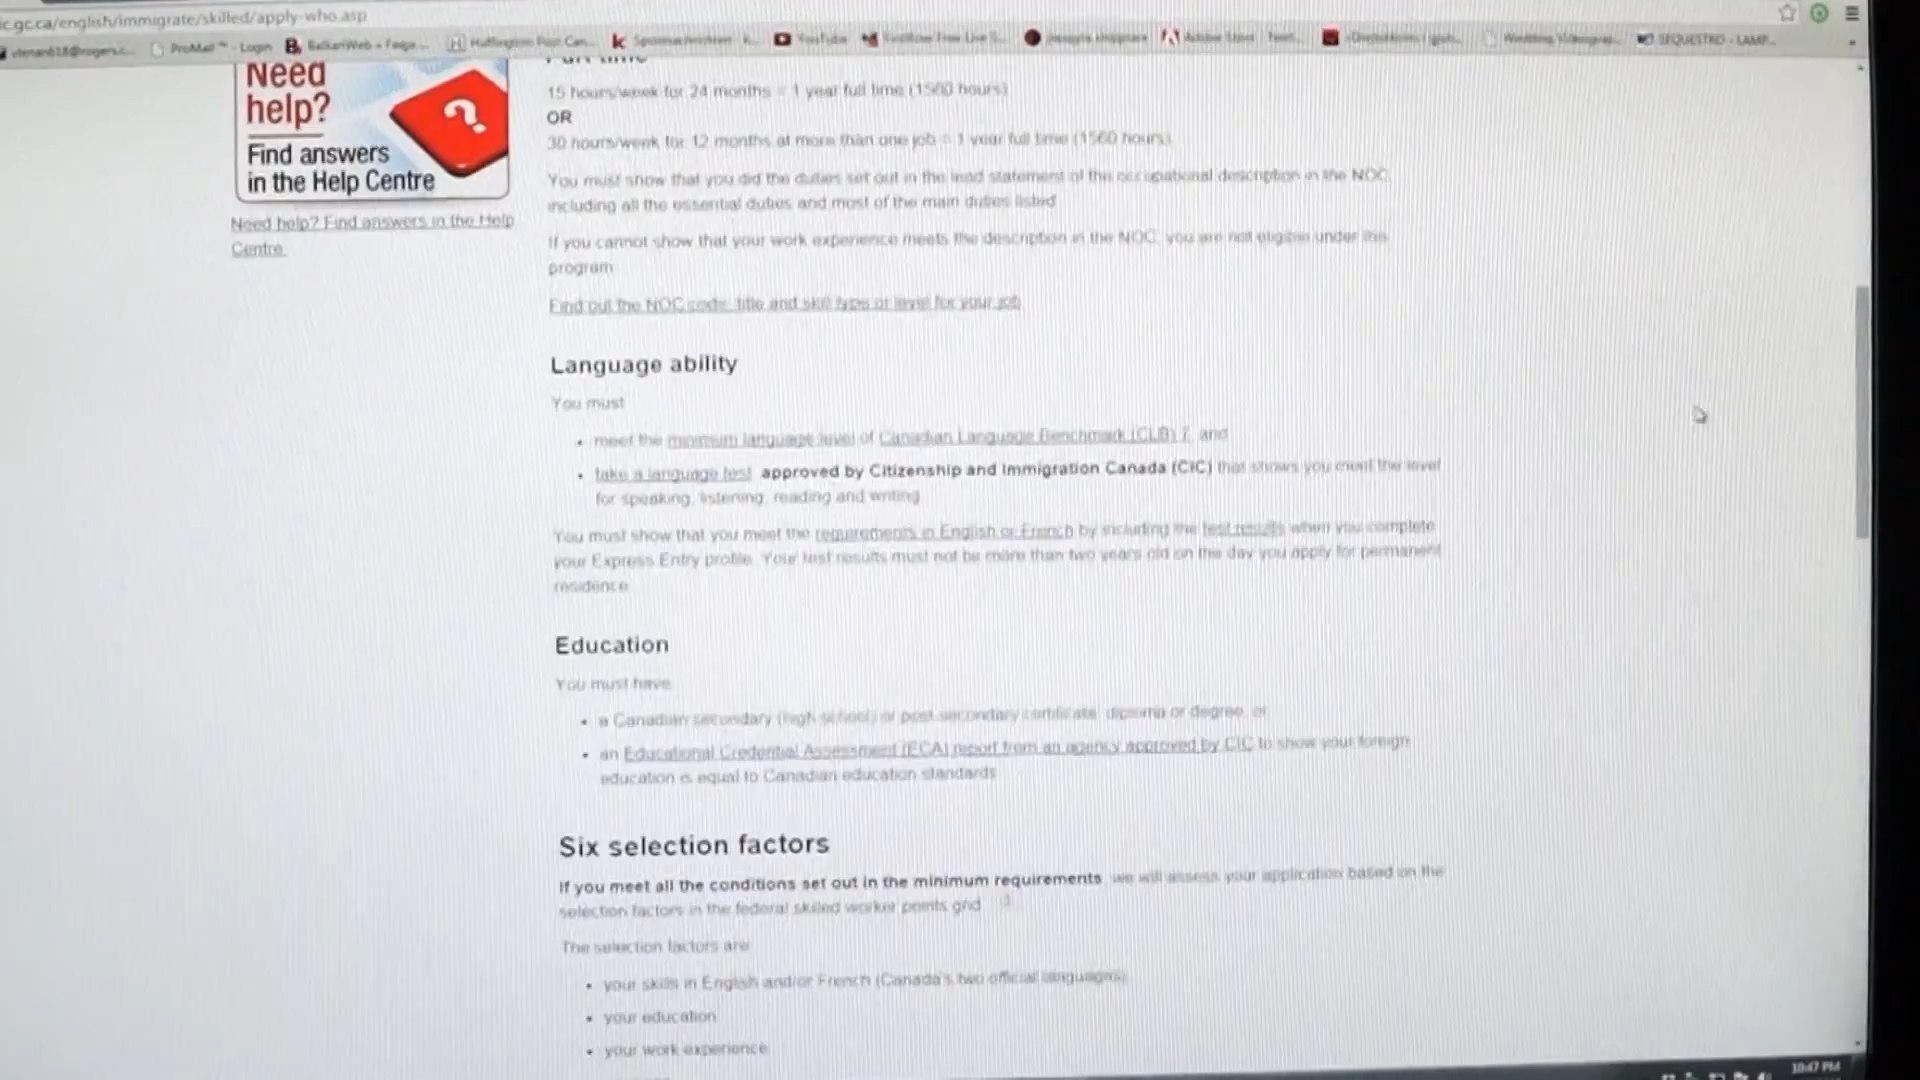 ic.gc.ca/english/immigrate/skilled/apply-who.asp
ProMail ™ - Login BalkanWeb » Faqja ... Huffington Post Can... YouTube
Need
help?
Find answers
in the Help Centre
Need help? Find answers in the Help
Centre.
15 hours/week for 24 months = 1 year full time (1560 hours)
OR
30 hours/week for 12 months at more than one job = 1 year full time (1560 hours)
You must show that you did the duties set out in the lead statement of the occupational description in the NOC,
including all the essential duties and most of the main duties listed
If you cannot show that your work experience meets the description in the NOC, you are not eligible under this
program
Find out the NOC code, title and skill type or level for your job
Language ability
You must
• meet the minimum language level of Canadian Language Benchmark (CLB) 7, and
• take a language test approved by Citizenship and Immigration Canada (CIC) that shows you meet the level
for speaking, listening, reading and writing
You must show that you meet the requirements in English or French by including the test results when you complete
your Express Entry profile. Your test results must not be more than two years old on the day you apply for permanent
residence
Education
You must have
• a Canadian secondary (high school) or post-secondary certificate, diploma or degree, or
• an Educational Credential Assessment (ECA) report from an agency approved by CIC to show your foreign
education is equal to Canadian education standards
Six selection factors
If you meet all the conditions set out in the minimum requirements, we will assess your application based on the
selection factors in the federal skilled worker points grid
The selection factors are
• your skills in English and/or French (Canada's two official languages)
• your education
• your work experience
10:47 PM